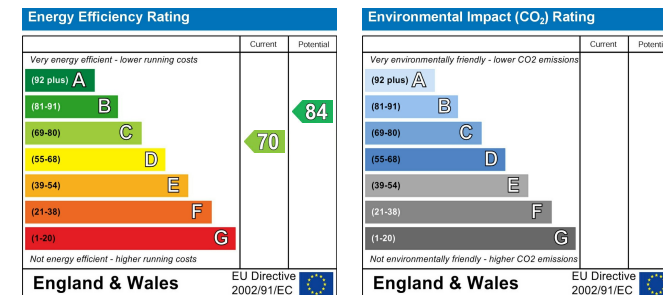 Energy Efficiency Rating
Current Potential
Very energy efficient - lower running costs
(92 plus) A
(81-91) B
84
(69-80) C
70
(55-68) D
(39-54) E
(21-38) F
(1-20) G
Not energy efficient - higher running costs
England & Wales
EU Directive
2002/91/EC
Environmental Impact (CO₂) Rating
Current Potential
Very environmentally friendly - lower CO2 emissions
(92 plus) A
(81-91) B
(69-80) C
(55-68) D
(39-54) E
(21-38) F
(1-20) G
Not environmentally friendly - higher CO2 emissions
England & Wales
EU Directive
2002/91/EC